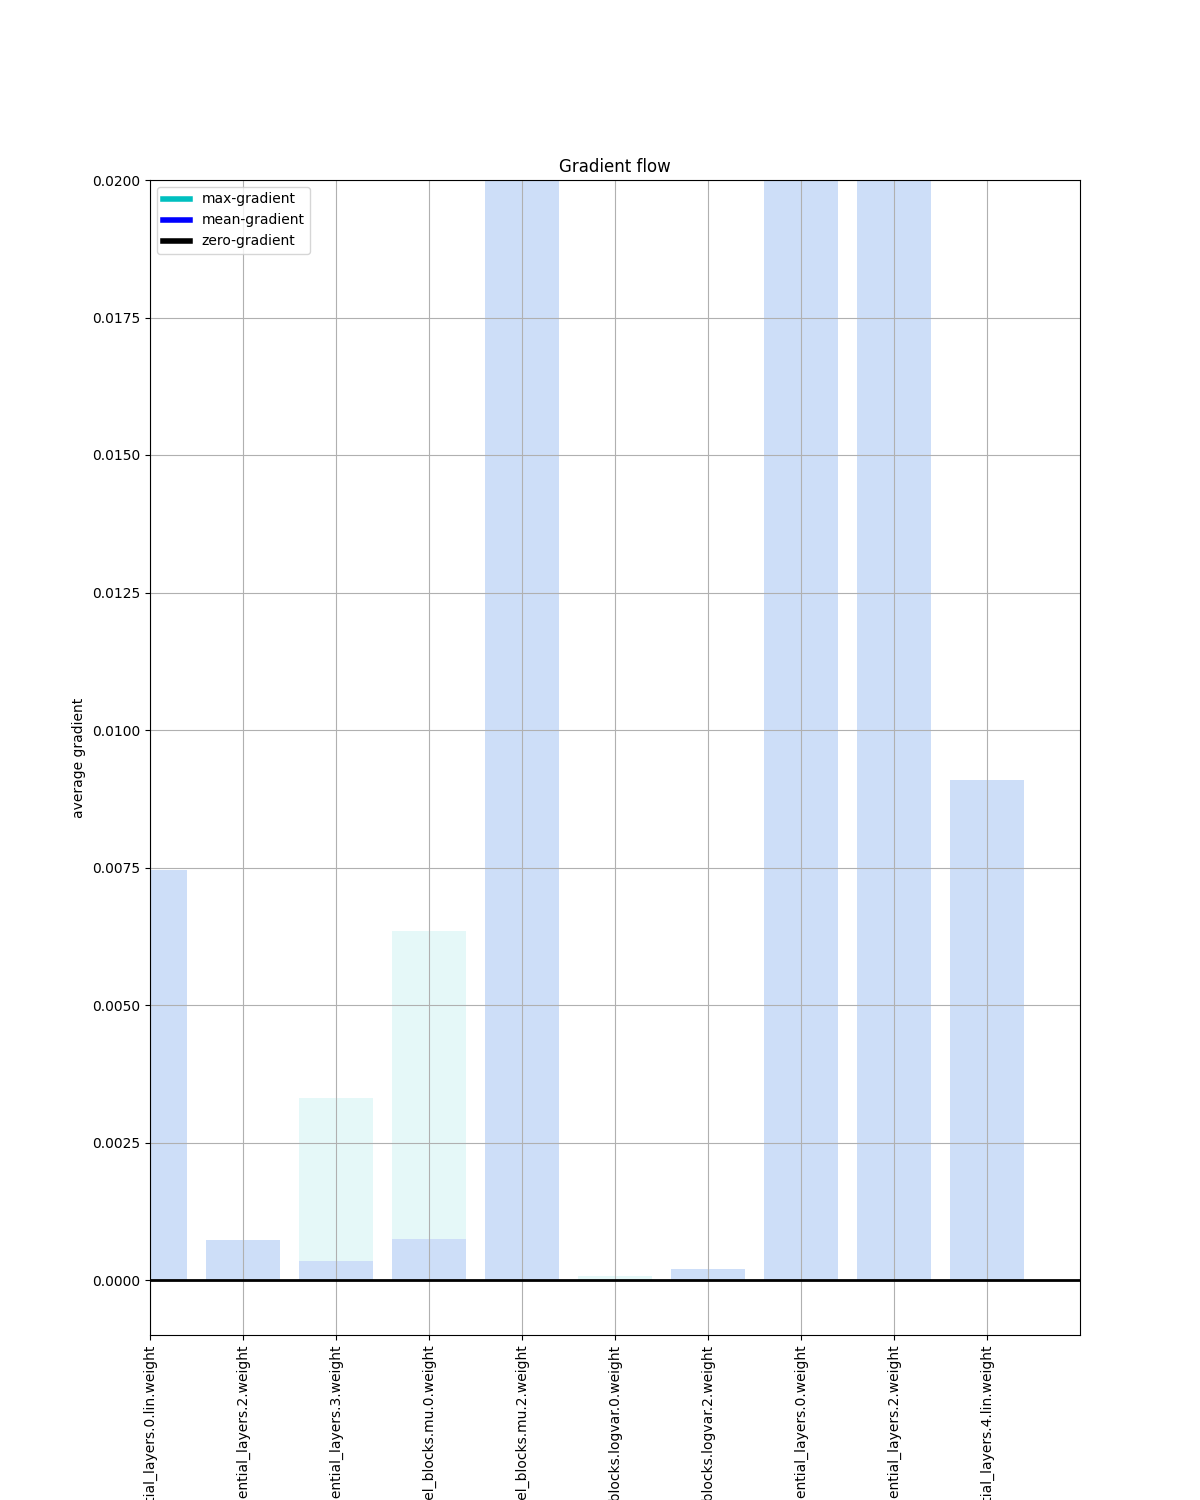 Gradient flow
max-gradient
mean-gradient
zero-gradient
0.0200
0.0175
0.0150
0.0125
0.0100
0.0075
0.0050
0.0025
0.0000
average gradient
tial_layers.0.lin.weight
ential_layers.2.weight
ential_layers.3.weight
el_blocks.mu.0.weight
el_blocks.mu.2.weight
blocks.logvar.0.weight
blocks.logvar.2.weight
ential_layers.0.weight
ential_layers.2.weight
tial_layers.4.lin.weight